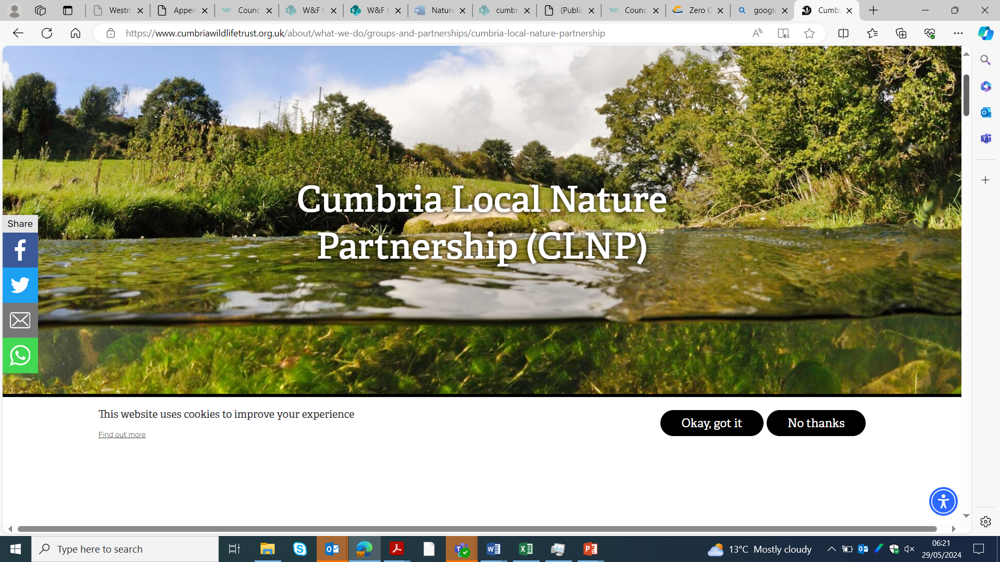 Westm
Appen
Counc
W&F C
W&F C
Nature
cumbr
(Public
Counc
Zero C
google
Cumbr
https://www.cumbriawildlifetrust.org.uk/about/what-we-do/groups-and-partnerships/cumbria-local-nature-partnership
Cumbria Local Nature
Partnership (CLNP)
Share
This website uses cookies to improve your experience
Find out more
Okay, got it
No thanks
Type here to search
13°C Mostly cloudy
06:21
29/05/2024